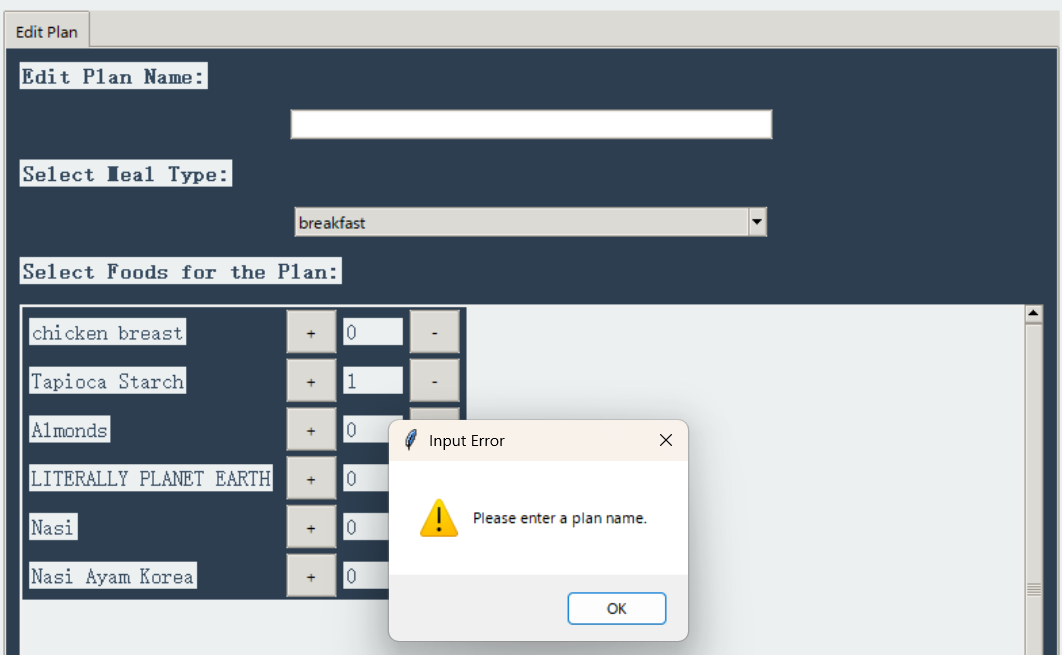 Edit Plan
Edit Plan Name:
Select Meal Type:
breakfast
Select Foods for the Plan:
chicken breast + 0 -
Tapioca Starch + 1 -
Almonds + 0
LITERALLY PLANET EARTH + 0
Nasi + 0
Nasi Ayam Korea + 0
Input Error
Please enter a plan name.
OK